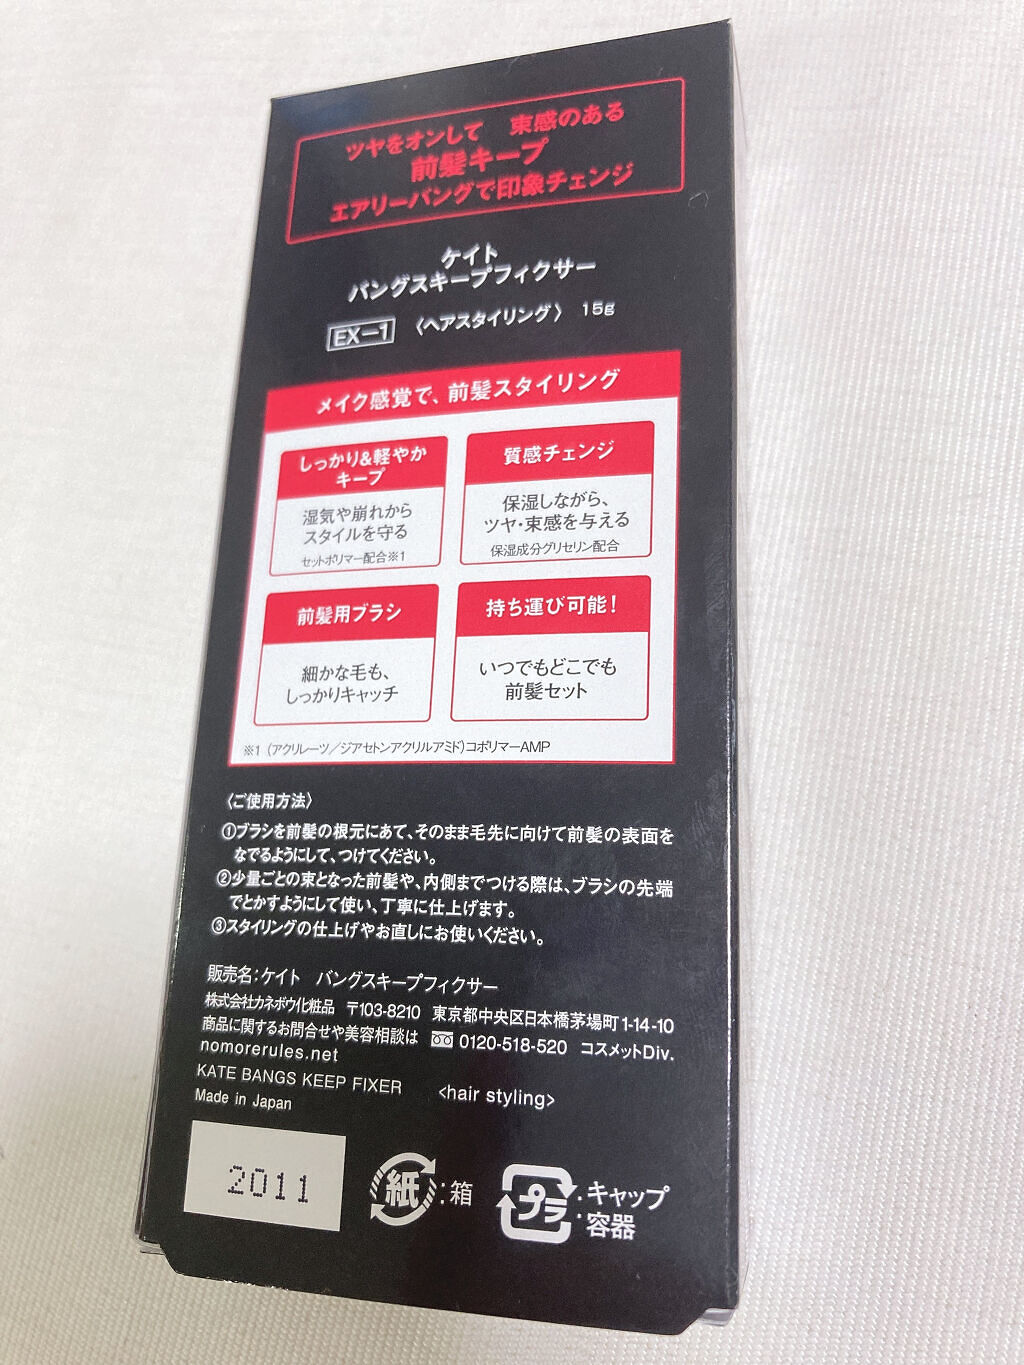 ツヤをオンして　束感のある
前髪キープ
エアリーバングで印象チェンジ
ケイト
バングスキープフィクサー
EX-1 〈ヘアスタイリング〉 15g
メイク感覚で、前髪スタイリング
しっかり&軽やか
キープ
湿気や崩れから
スタイルを守る
セットポリマー配合※1
質感チェンジ
保湿しながら、
ツヤ・束感を与える
保湿成分グリセリン配合
前髪用ブラシ
細かな毛も、
しっかりキャッチ
持ち運び可能!
いつでもどこでも
前髪セット
※1 (アクリレーツ/ジアセトンアクリルアミド)コポリマーAMP
〈ご使用方法〉
①ブラシを前髪の根元にあて、そのまま毛先に向けて前髪の表面を
なでるようにして、つけてください。
②少量ごとの束となった前髪や、内側までつける際は、ブラシの先端
でとかすようにして使い、丁寧に仕上げます。
③スタイリングの仕上げやお直しにお使いください。
販売名:ケイト　バングスキープフィクサー
株式会社カネボウ化粧品 〒103-8210 東京都中央区日本橋茅場町1-14-10
商品に関するお問合せや美容相談は 0120-518-520 コスメットDiv.
nomorerules.net
KATE BANGS KEEP FIXER <hair styling>
Made in Japan
2011
紙:箱
プラ:キャップ
:容器